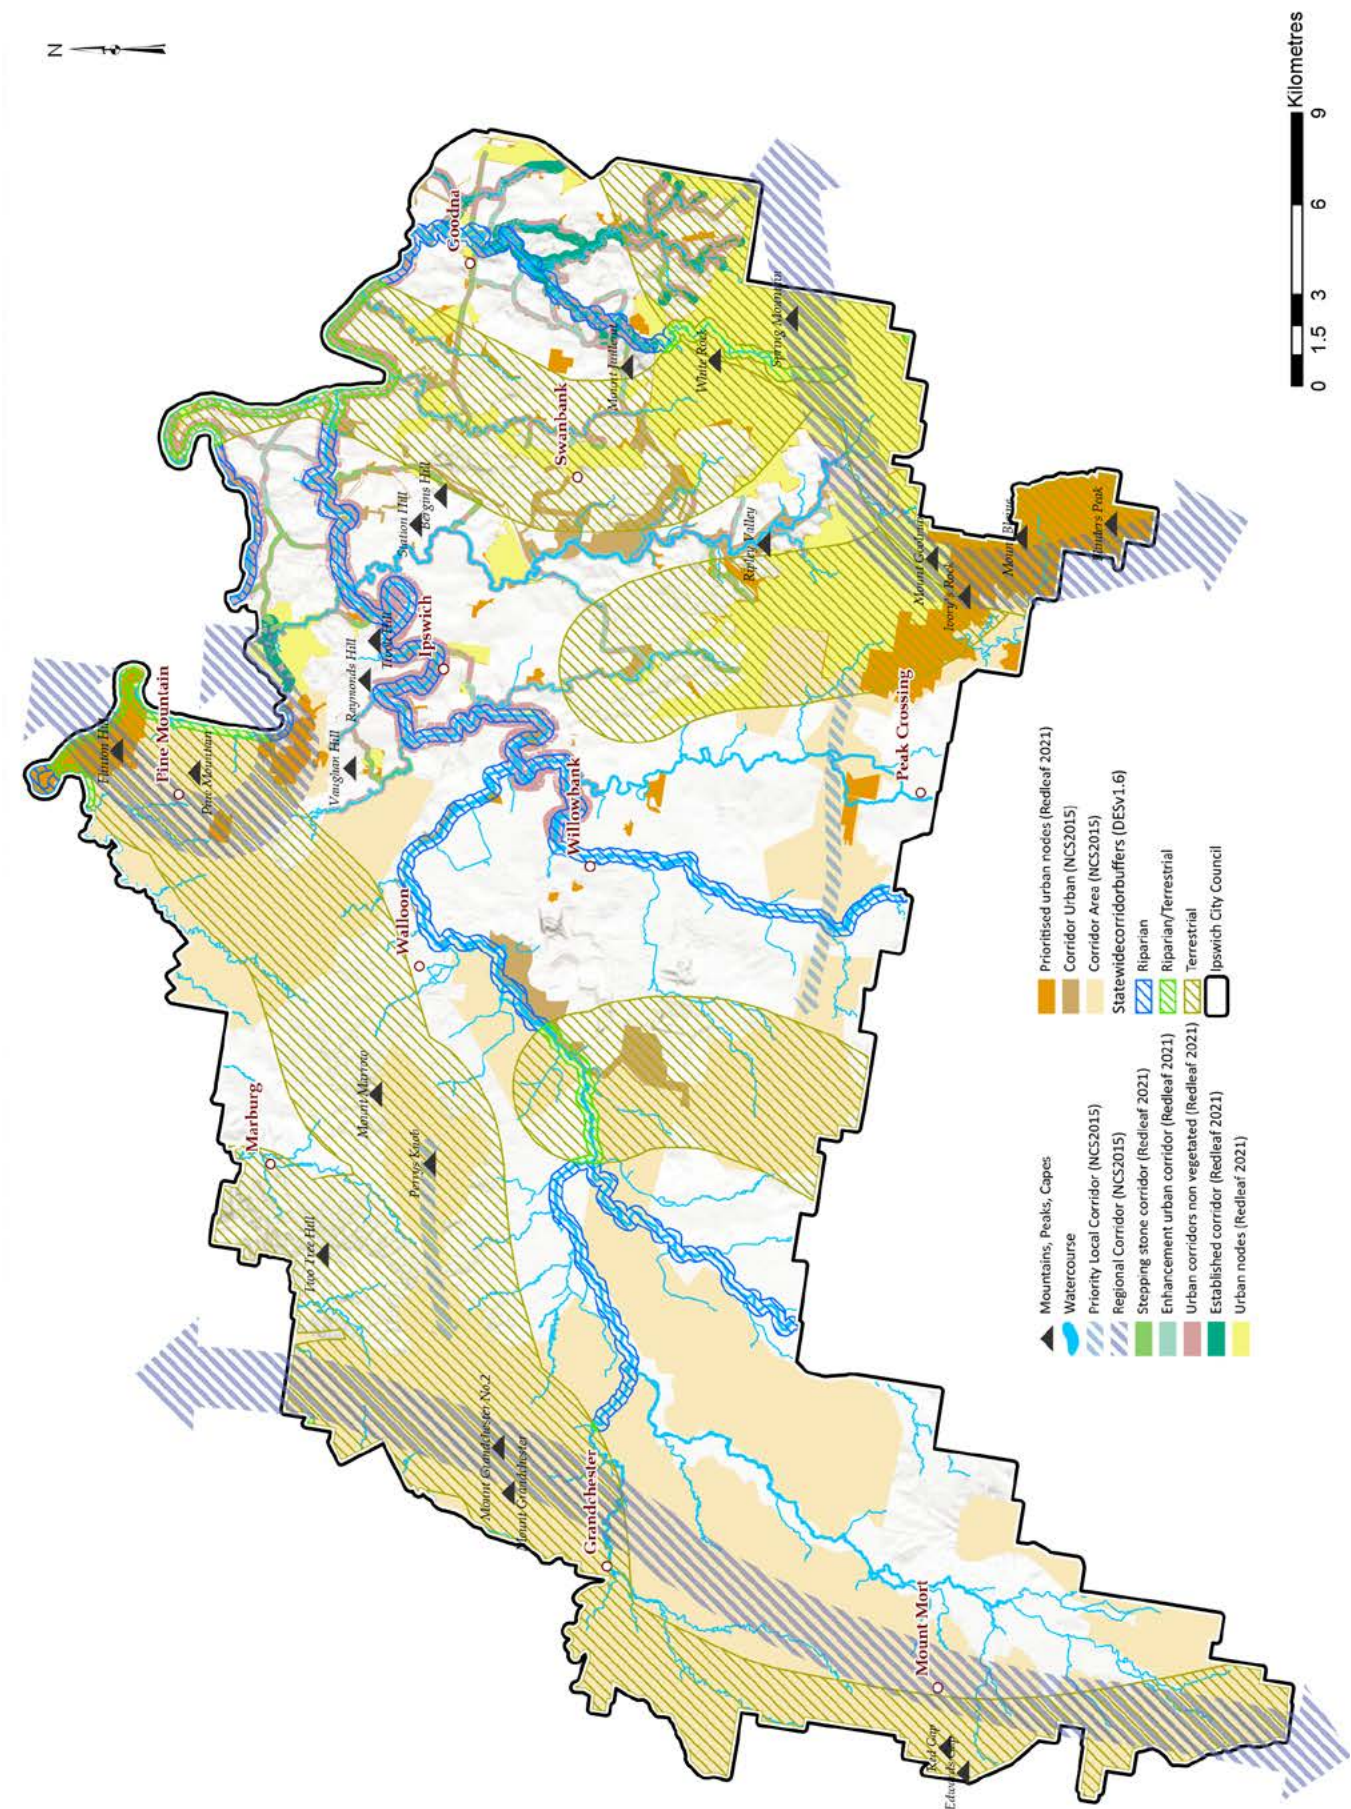 N
Flinton Hill
Pine Mountain
Pine Mountain
Marburg
Two Tree Hill
Mount Marrow
Perrys Knob
Mount Grandchester No.2
Mount Grandchester
Grandchester
Mount Mort
Red Gap
Walloon
Vaughan Hill
Raymonds Hill
Tivoli Hill
Ipswich
Station Hill
Bergins Hill
Goodna
Swanbank
Mount Juillerat
White Rock
Spring Mountain
Willowbank
Ripley Valley
Mount Goolman
Ivory's Rock
Mount Blaine
Flinders Peak
Peak Crossing
Mountains, Peaks, Capes
Watercourse
Priority Local Corridor (NCS2015)
Regional Corridor (NCS2015)
Stepping stone corridor (Redleaf 2021)
Enhancement urban corridor (Redleaf 2021)
Urban corridors non vegetated (Redleaf 2021)
Established corridor (Redleaf 2021)
Urban nodes (Redleaf 2021)
Prioritised urban nodes (Redleaf 2021)
Corridor Urban (NCS2015)
Corridor Area (NCS2015)
Statewidecorridorbuffers (DESv1.6)
Riparian
Riparian/Terrestrial
Terrestrial
Ipswich City Council
0 1.5 3 6 9
Kilometres